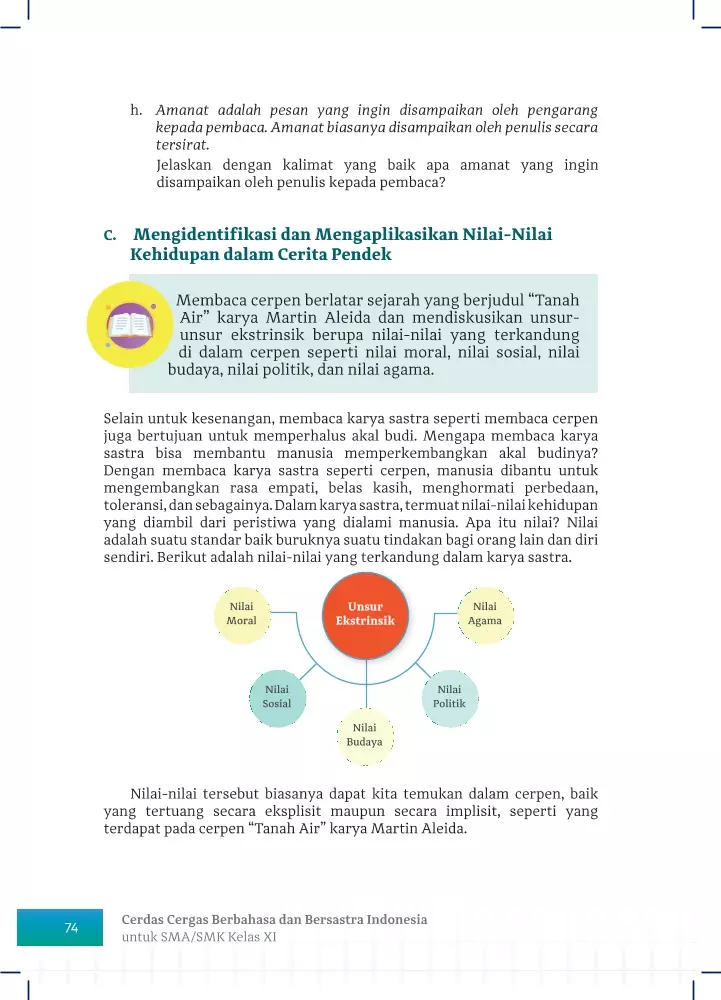 h. Amanat adalah pesan yang ingin disampaikan oleh pengarang
kepada pembaca. Amanat biasanya disampaikan oleh penulis secara
tersirat.
Jelaskan dengan kalimat yang baik apa amanat yang ingin
disampaikan oleh penulis kepada pembaca?
C. Mengidentifikasi dan Mengaplikasikan Nilai-Nilai
Kehidupan dalam Cerita Pendek
Membaca cerpen berlatar sejarah yang berjudul “Tanah
Air” karya Martin Aleida dan mendiskusikan unsur-
unsur ekstrinsik berupa nilai-nilai yang terkandung
di dalam cerpen seperti nilai moral, nilai sosial, nilai
budaya, nilai politik, dan nilai agama.
Selain untuk kesenangan, membaca karya sastra seperti membaca cerpen
juga bertujuan untuk memperhalus akal budi. Mengapa membaca karya
sastra bisa membantu manusia memperkembangkan akal budinya?
Dengan membaca karya sastra seperti cerpen, manusia dibantu untuk
mengembangkan rasa empati, belas kasih, menghormati perbedaan,
toleransi, dan sebagainya. Dalam karya sastra, termuat nilai-nilai kehidupan
yang diambil dari peristiwa yang dialami manusia. Apa itu nilai? Nilai
adalah suatu standar baik buruknya suatu tindakan bagi orang lain dan diri
sendiri. Berikut adalah nilai-nilai yang terkandung dalam karya sastra.
Nilai
Moral
Unsur
Ekstrinsik
Nilai
Agama
Nilai
Sosial
Nilai
Politik
Nilai
Budaya
Nilai-nilai tersebut biasanya dapat kita temukan dalam cerpen, baik
yang tertuang secara eksplisit maupun secara implisit, seperti yang
terdapat pada cerpen “Tanah Air” karya Martin Aleida.
74
Cerdas Cergas Berbahasa dan Bersastra Indonesia
untuk SMA/SMK Kelas XI